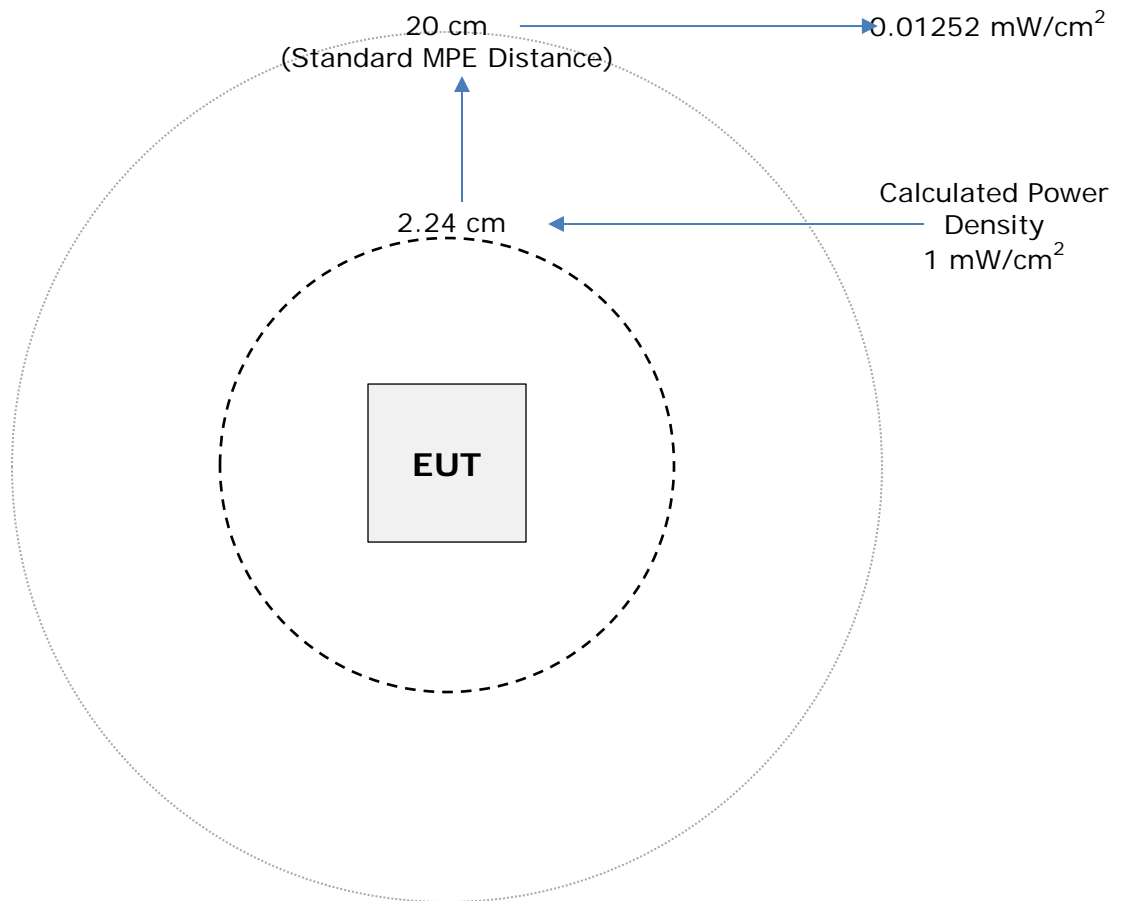 20 cm
(Standard MPE Distance)
0.01252 mW/cm²
2.24 cm
Calculated Power
Density
1 mW/cm²
EUT